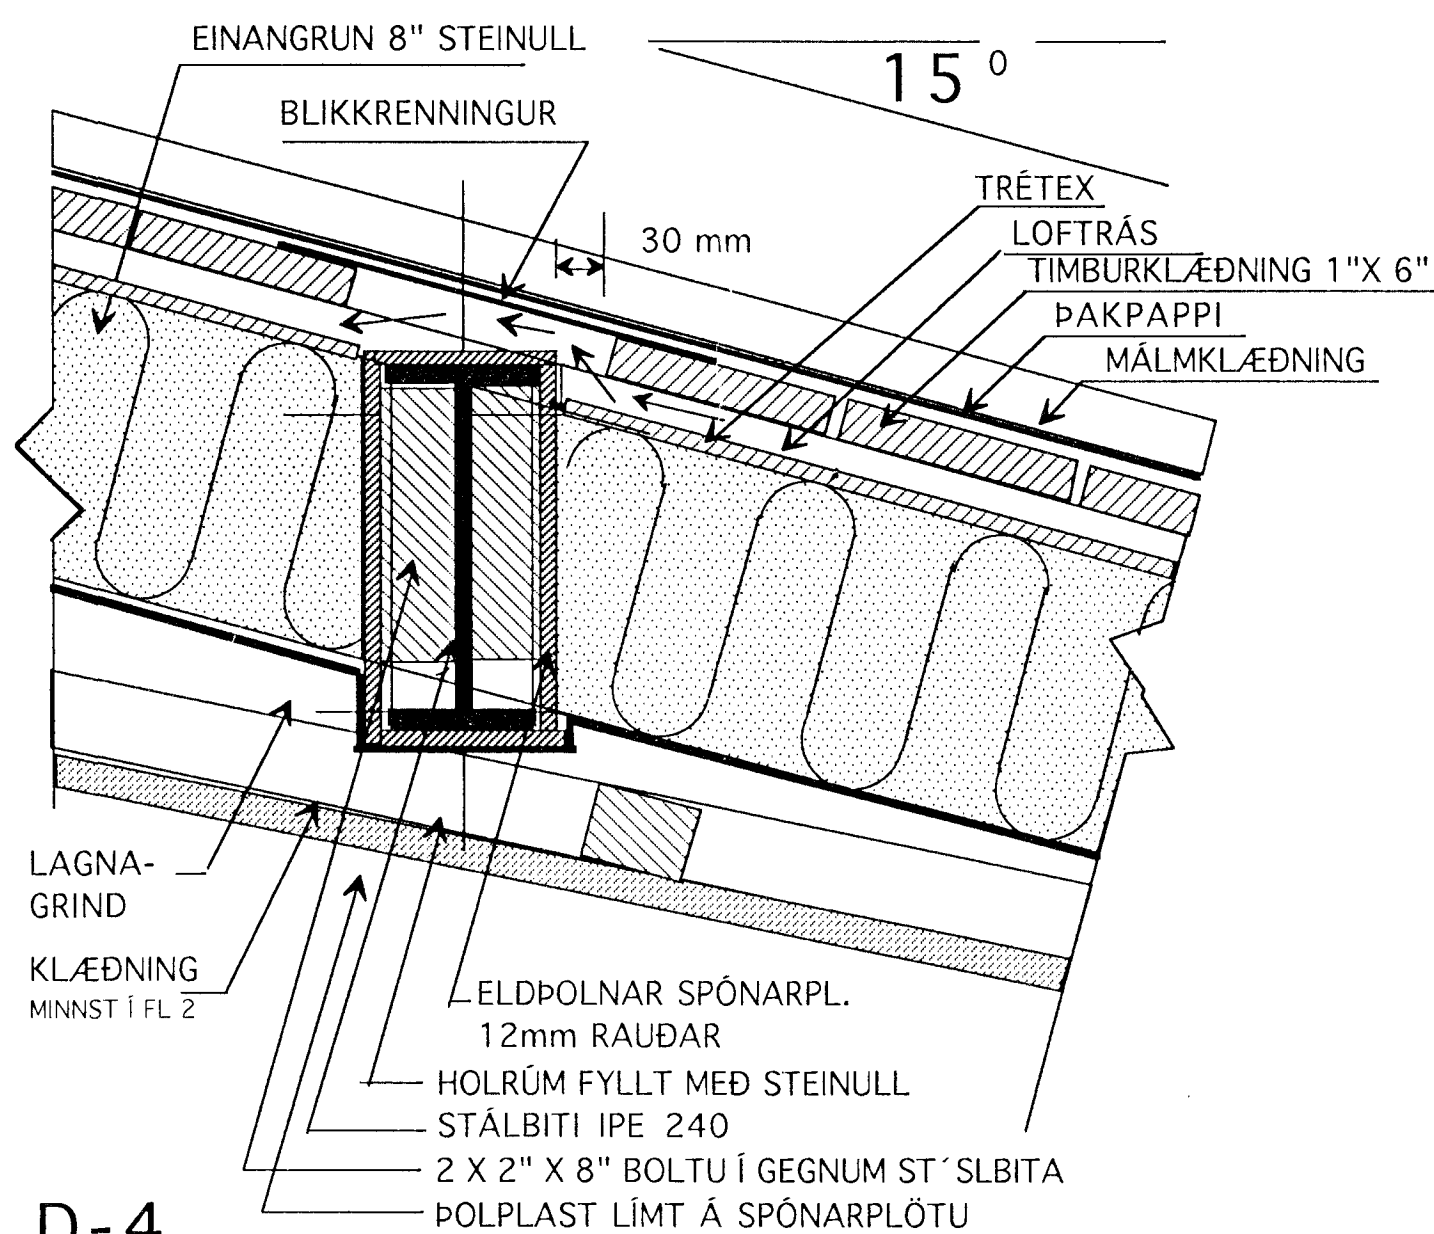 EINANGRUN 8" STEINULL
15°
BLIKKRENNINGUR
TRÉTEX
30 mm
LOFTRÁS
TIMBURKLÆÐNING 1"X 6"
ÞAKPAPPI
MÁLMKLÆÐNING
LAGNA-
GRIND
KLÆÐNING
MINNST Í FL 2
ELDÞOLNAR SPÓNARPL.
12mm RAUÐAR
HOLRÚM FYLLT MEÐ STEINULL
STÁLBITI IPE 240
2 X 2" X 8" BOLTU Í GEGNUM ST´SLBITA
ÞOLPLAST LÍMT Á SPÓNARPLÖTU
D-4